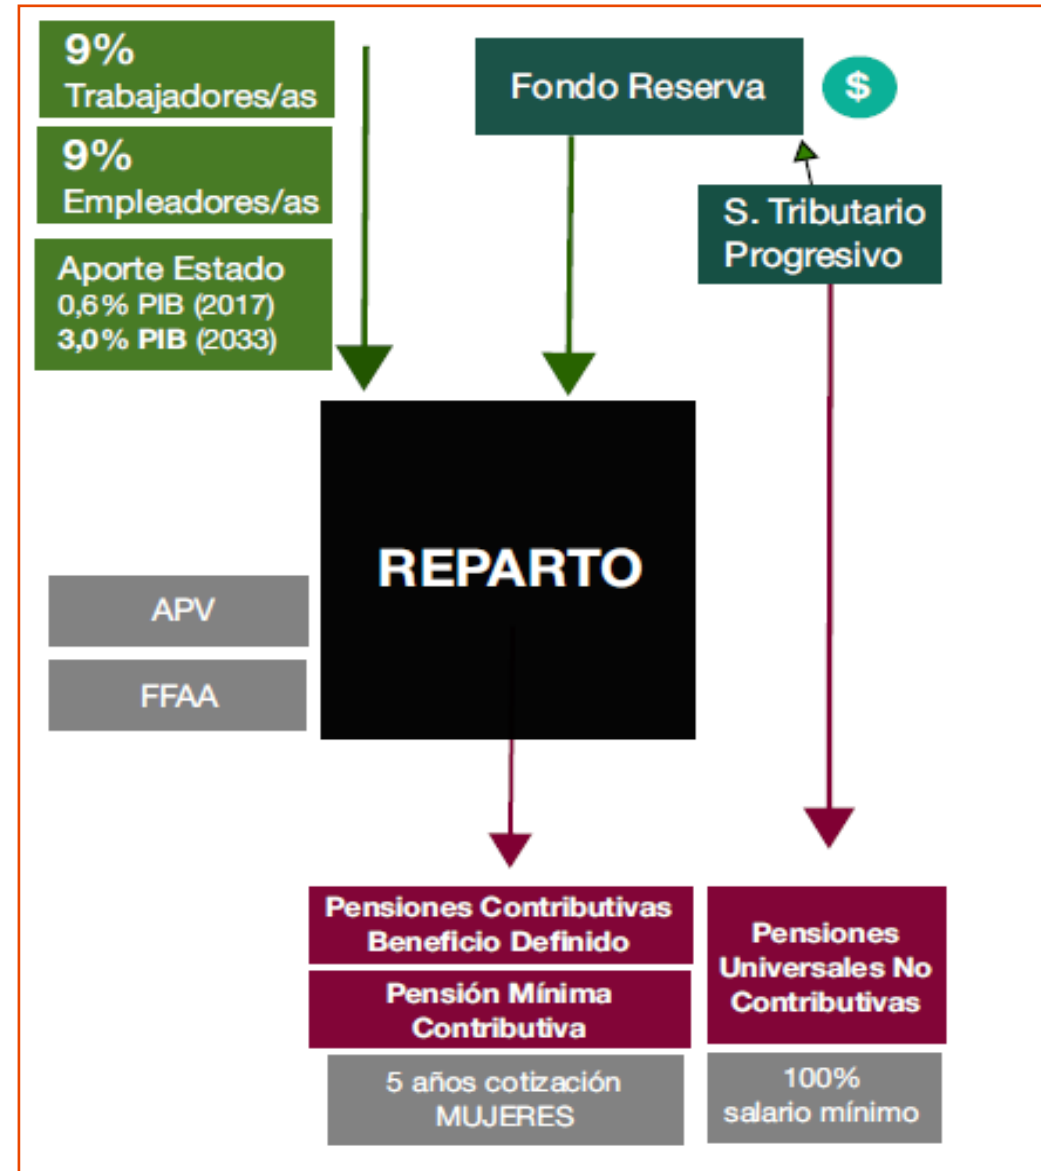 9%
Trabajadores/as
9%
Empleadores/as
Aporte Estado
0,6% PIB (2017)
3,0% PIB (2033)
Fondo Reserva
$
S. Tributario
Progresivo
REPARTO
APV
FFAA
Pensiones Contributivas
Beneficio Definido
Pensión Mínima
Contributiva
5 años cotización
MUJERES
Pensiones
Universales No
Contributivas
100%
salario mínimo